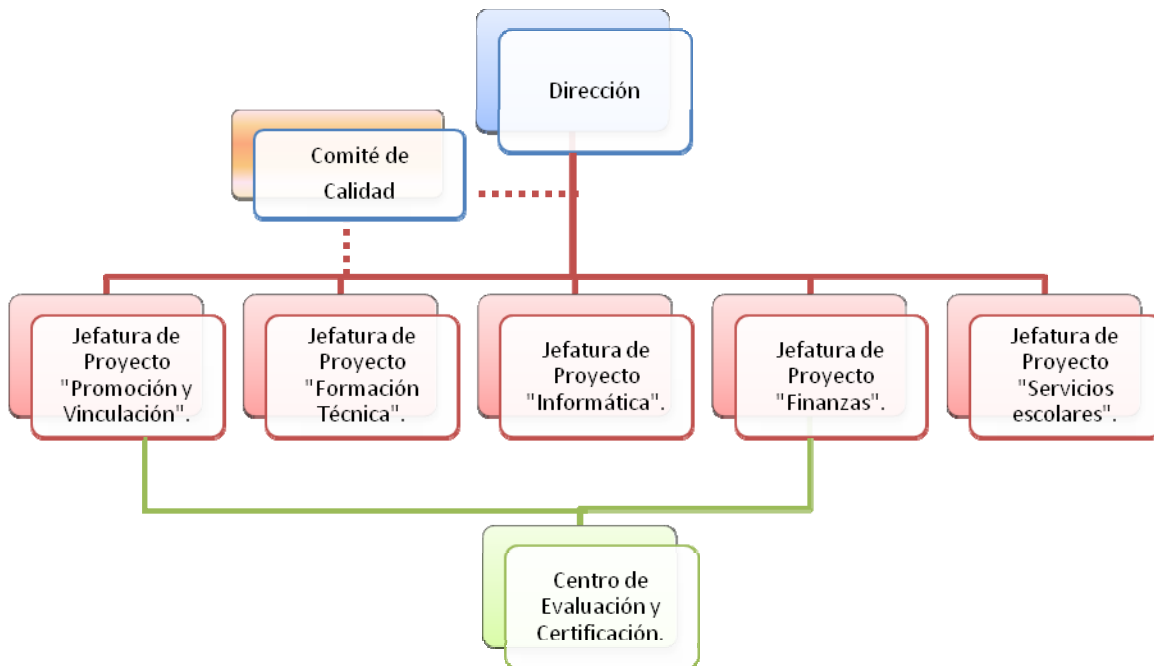 Dirección
Comité de
Calidad
Jefatura de
Proyecto
"Promoción y
Vinculación".
Jefatura de
Proyecto
"Formación
Técnica".
Jefatura de
Proyecto
"Informática".
Jefatura de
Proyecto
"Finanzas".
Jefatura de
Proyecto
"Servicios
escolares".
Centro de
Evaluación y
Certificación.